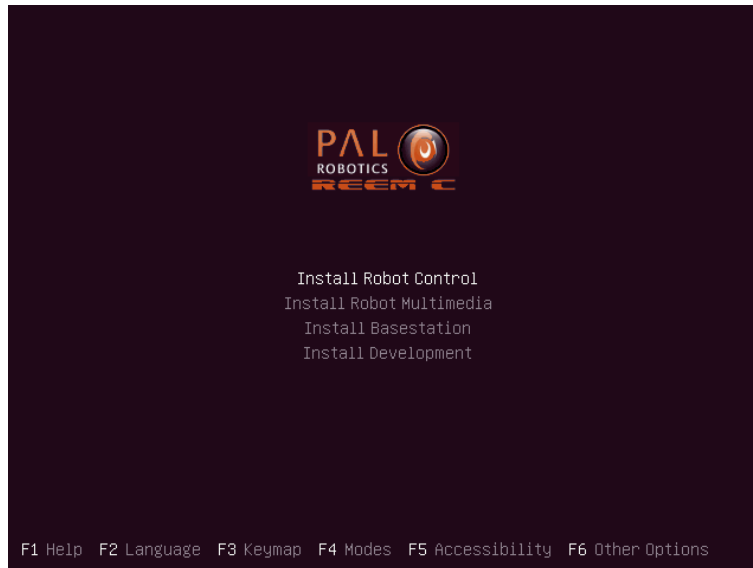 PAL
ROBOTICS
REEM C
Install Robot Control
Install Robot Multimedia
Install Basestation
Install Development
F1 Help F2 Language F3 Keymap F4 Modes F5 Accessibility F6 Other Options